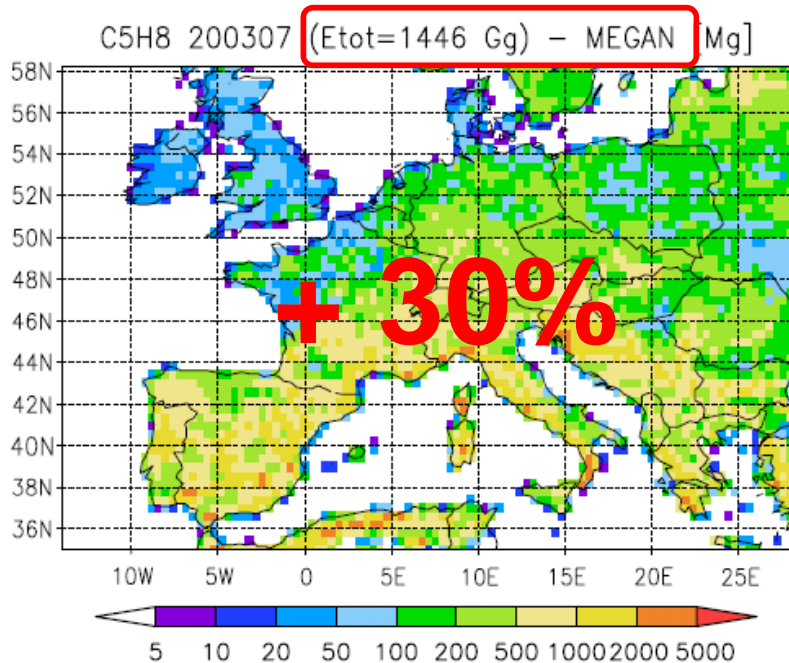 C5H8 200307 (Etot=1446 Gg) – MEGAN [Mg]
58N
56N
54N
52N
50N
48N
46N
44N
42N
40N
38N
36N
+ 30%
10W 5W 0 5E 10E 15E 20E 25E
5 10 20 50 100 200 500 1000 2000 5000